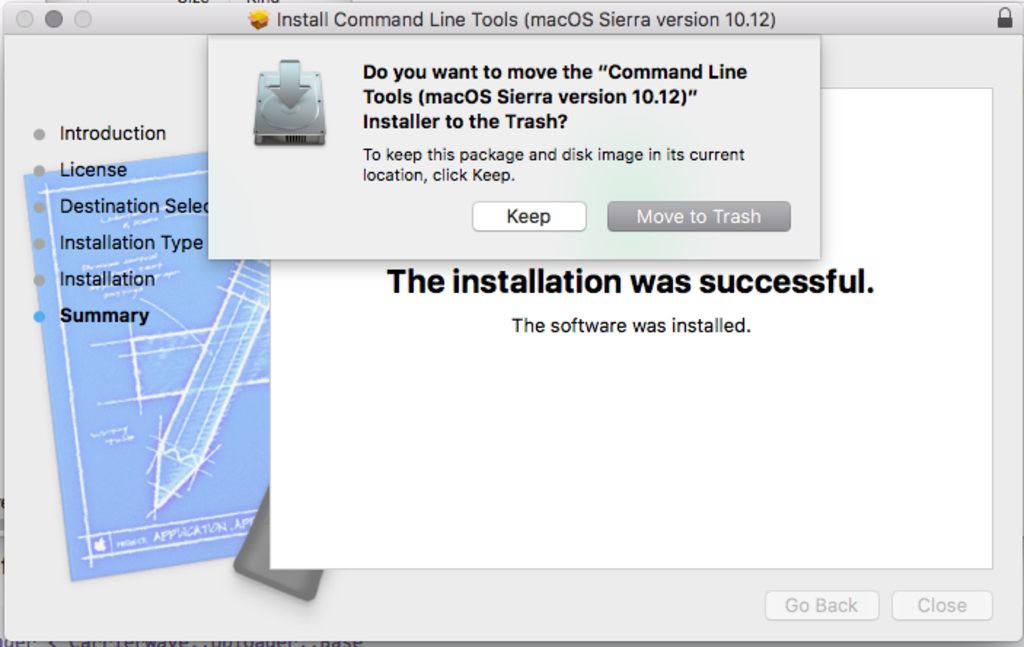 Install Command Line Tools (macOS Sierra version 10.12)
Do you want to move the “Command Line
Tools (macOS Sierra version 10.12)”
Installer to the Trash?
To keep this package and disk image in its current
location, click Keep.
Keep
Move to Trash
Introduction
License
Destination Selec
Installation Type
Installation
Summary
The installation was successful.
The software was installed.
APPLICATION.APP
Go Back
Close